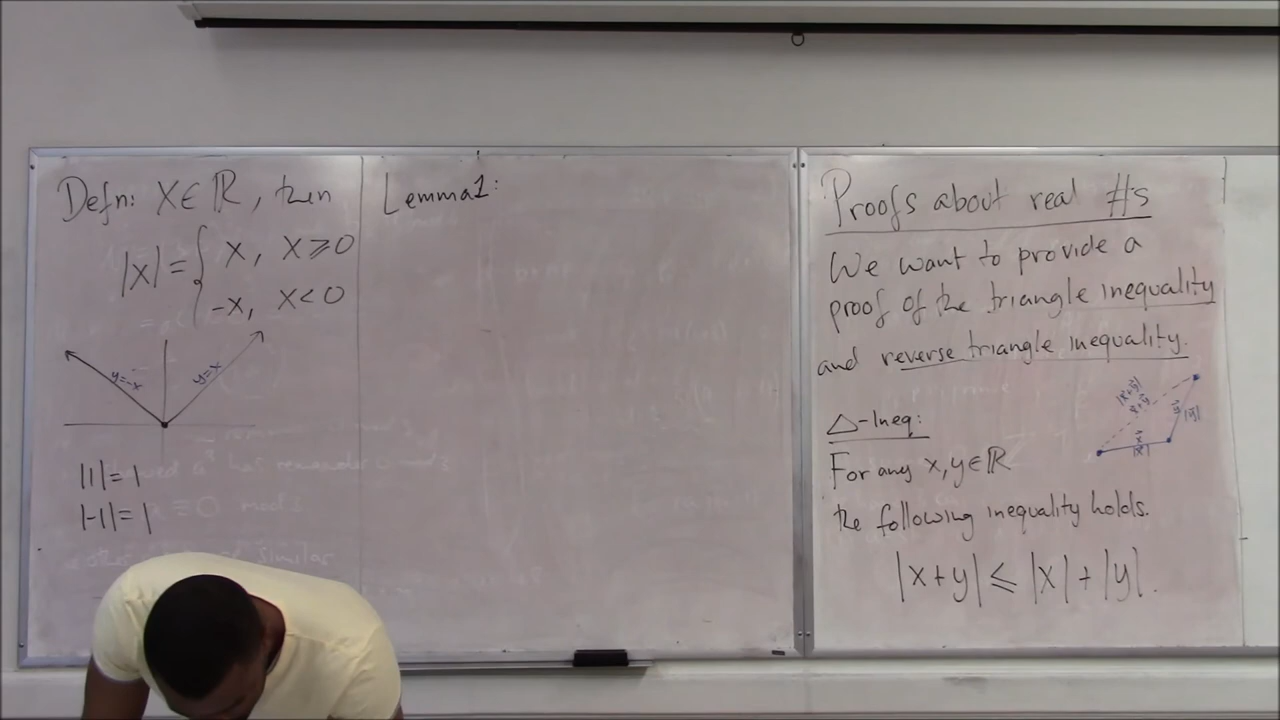 Defn: X∈ℝ, then
|x| = { x, x⩾0
-x, x<0
y=-x
y=x
|1|=1
|-1|=1
Lemma1:
Proofs about real #s
We want to provide a
proof of the triangle inequality
and reverse triangle inequality.
△-Ineq:
For any x,y∈ℝ
the following inequality holds.
|x+y| ⩽ |x|+|y|.